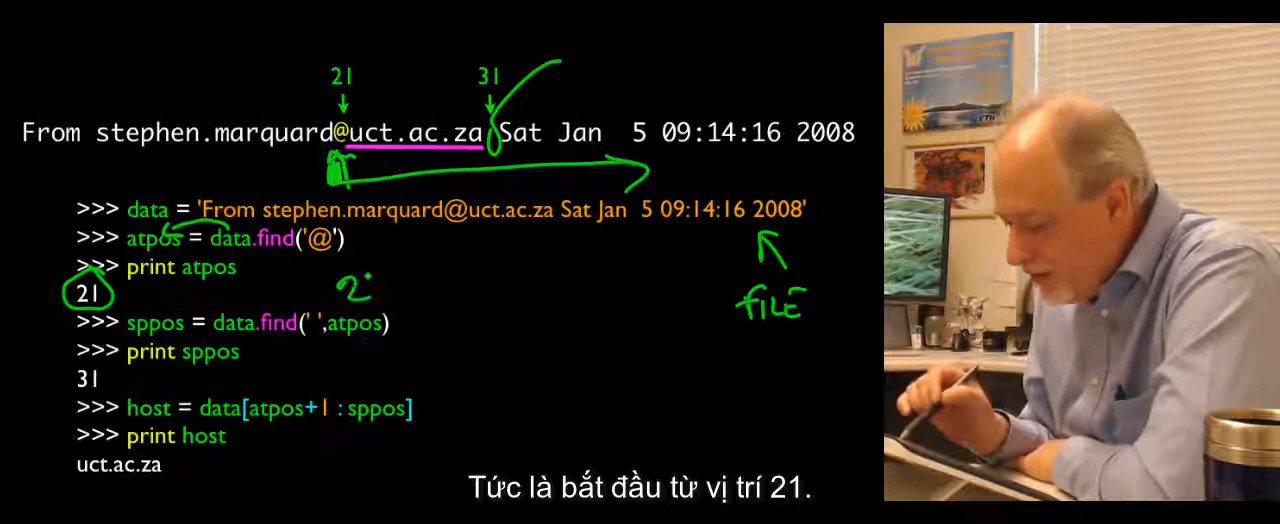 21 31
From stephen.marquard@uct.ac.za Sat Jan  5 09:14:16 2008
>>> data = 'From stephen.marquard@uct.ac.za Sat Jan  5 09:14:16 2008'
>>> atpos = data.find('@')
>>> print atpos
21
FILE
>>> sppos = data.find(' ',atpos)
>>> print sppos
31
>>> host = data[atpos+1 : sppos]
>>> print host
uct.ac.za
Tức là bắt đầu từ vị trí 21.